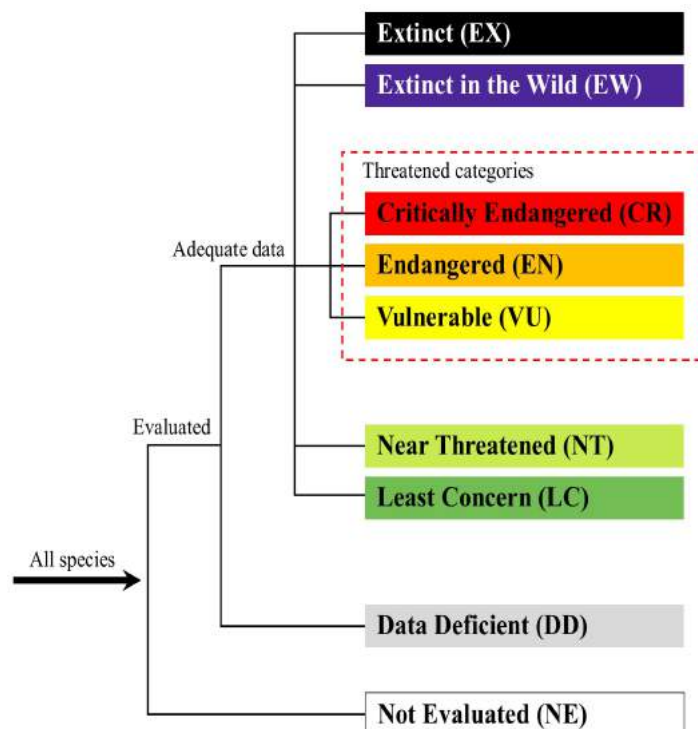 Extinct (EX)
Extinct in the Wild (EW)
Threatened categories
Critically Endangered (CR)
Adequate data
Endangered (EN)
Vulnerable (VU)
Evaluated
Near Threatened (NT)
Least Concern (LC)
All species
Data Deficient (DD)
Not Evaluated (NE)